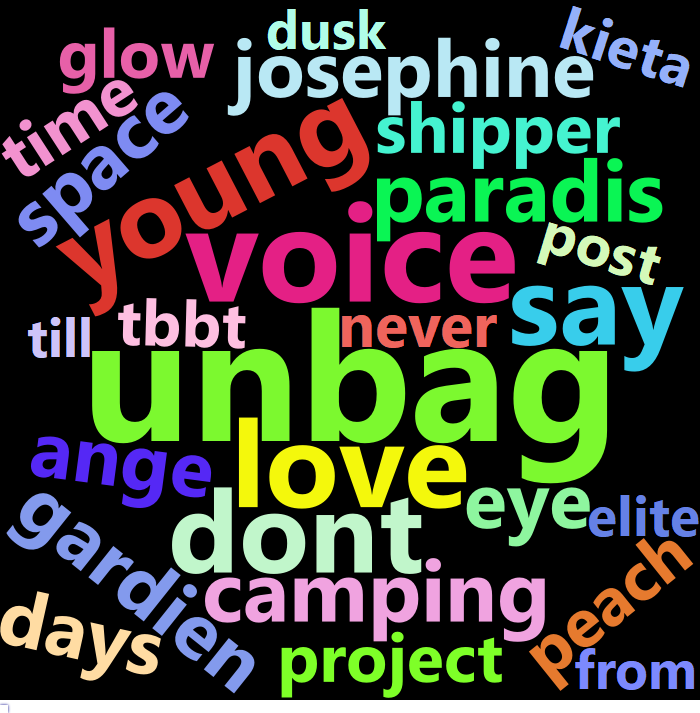 dusk
kieta
glow
josephine
time
space
shipper
young
paradis
voice
post
say
tbbt
never
till
unbag
ange
love
eye
elite
dont
gardien
camping
peach
days
project
from